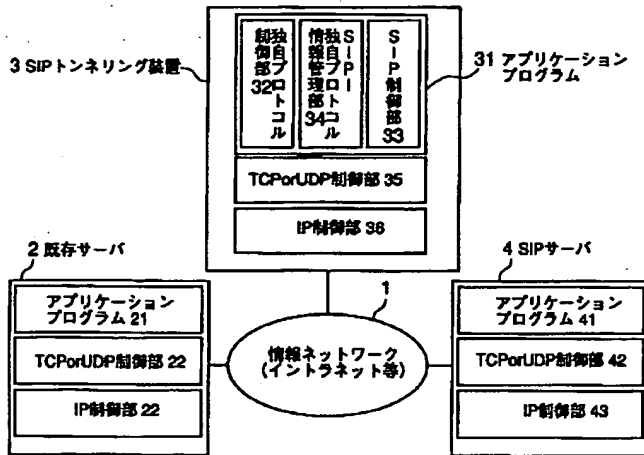 3 SIPトンネリング装置
独自プロトコル
制御部
32
SIP－
独自プロトコル
情報管理部
34
SIP制御部
33
31 アプリケーション
プログラム
TCPorUDP制御部 35
IP制御部 36
2 既存サーバ
アプリケーション
プログラム 21
TCPorUDP制御部 22
IP制御部 22
1
情報ネットワーク
(イントラネット等)
4 SIPサーバ
アプリケーション
プログラム 41
TCPorUDP制御部 42
IP制御部 43